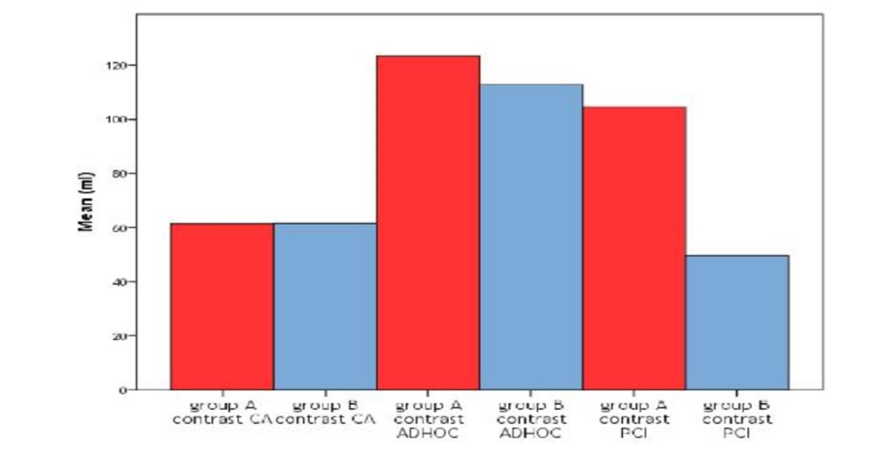 120
100
80
60
40
20
0
Mean (ml)
group A
contrast CA
group B
contrast CA
group A
contrast
ADHOC
group B
contrast
ADHOC
group A
contrast
PCI
group B
contrast
PCI